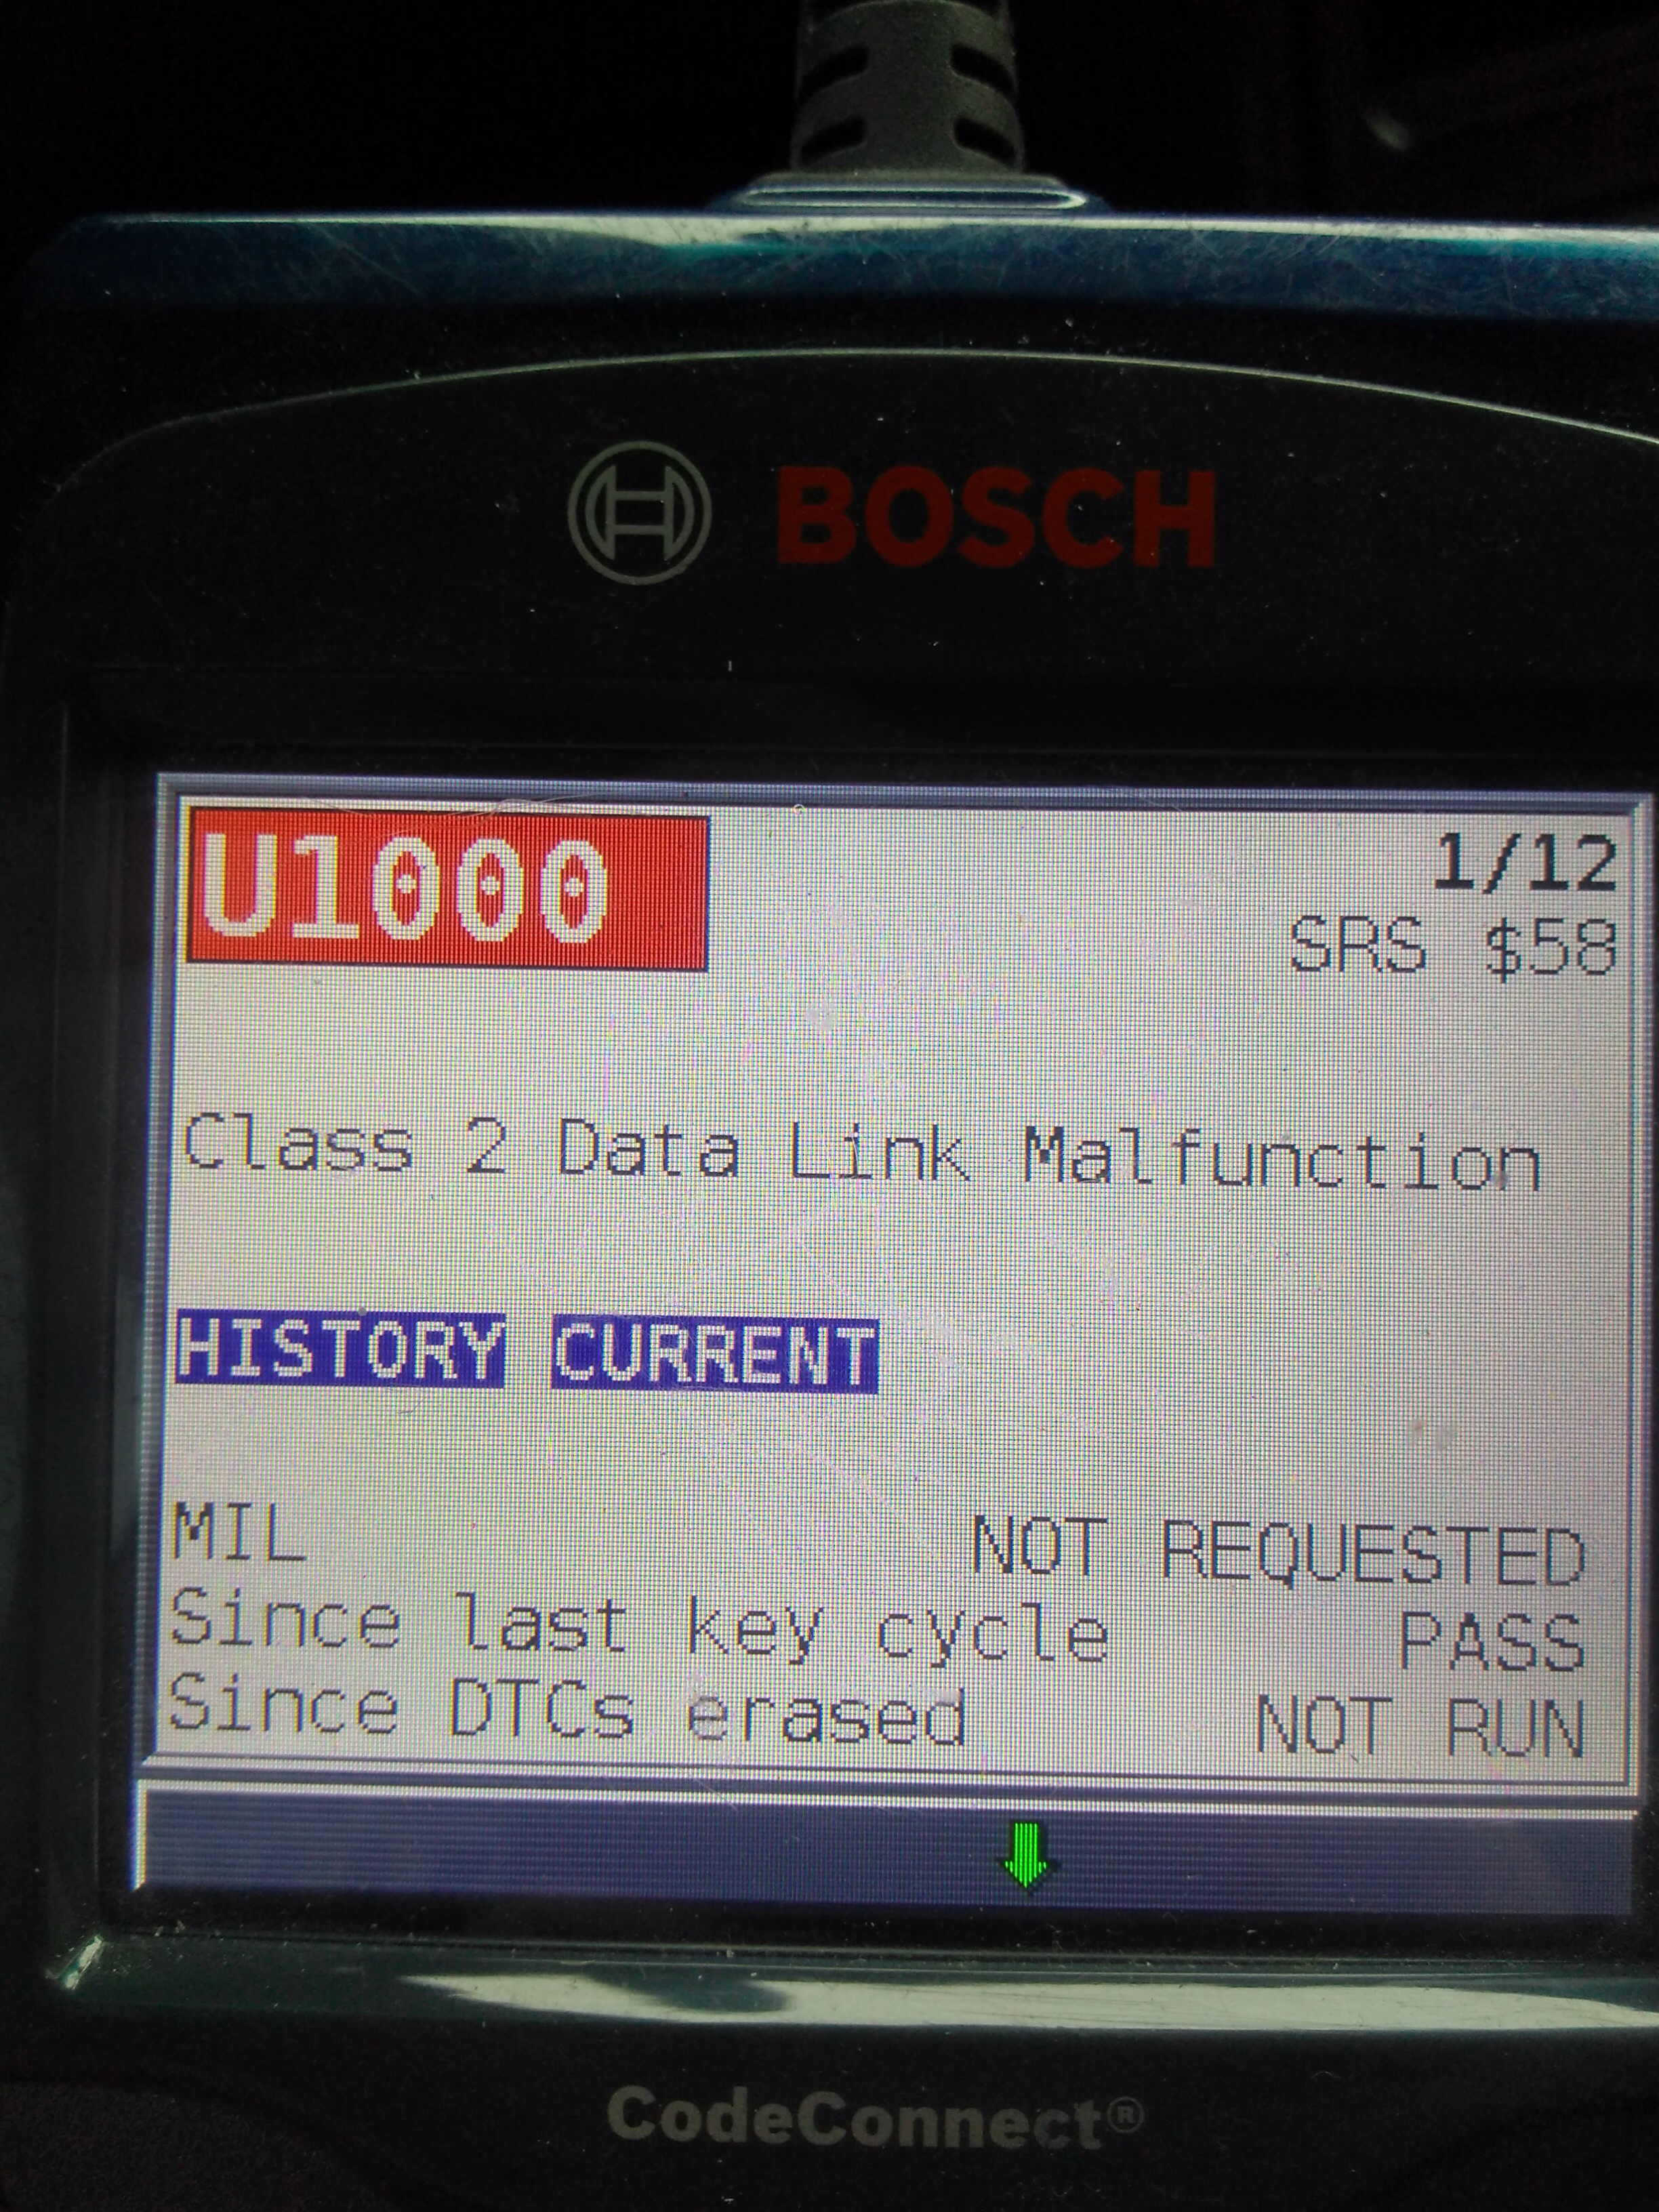 BOSCH
U1000 1/12
SRS $58
Class 2 Data Link Malfunction
HISTORY CURRENT
MIL NOT REQUESTED
Since last key cycle PASS
Since DTCs erased NOT RUN
CodeConnect®